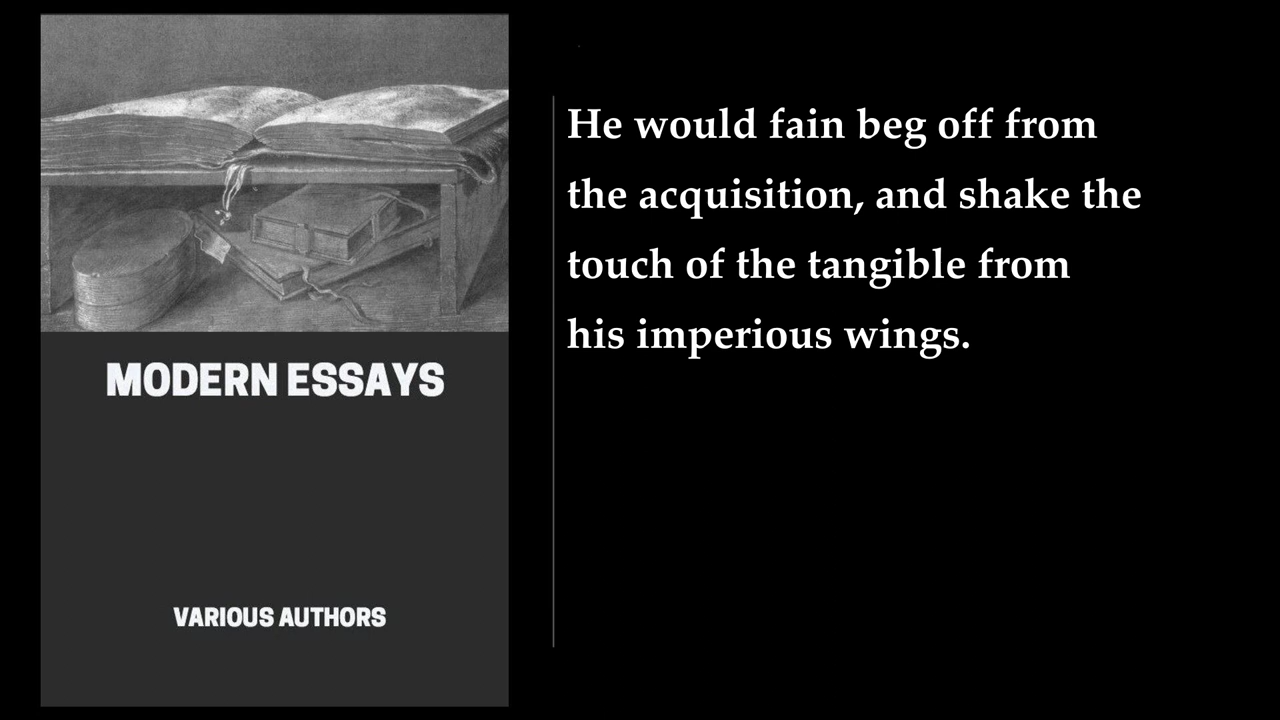 MODERN ESSAYS
VARIOUS AUTHORS
He would fain beg off from
the acquisition, and shake the
touch of the tangible from
his imperious wings.